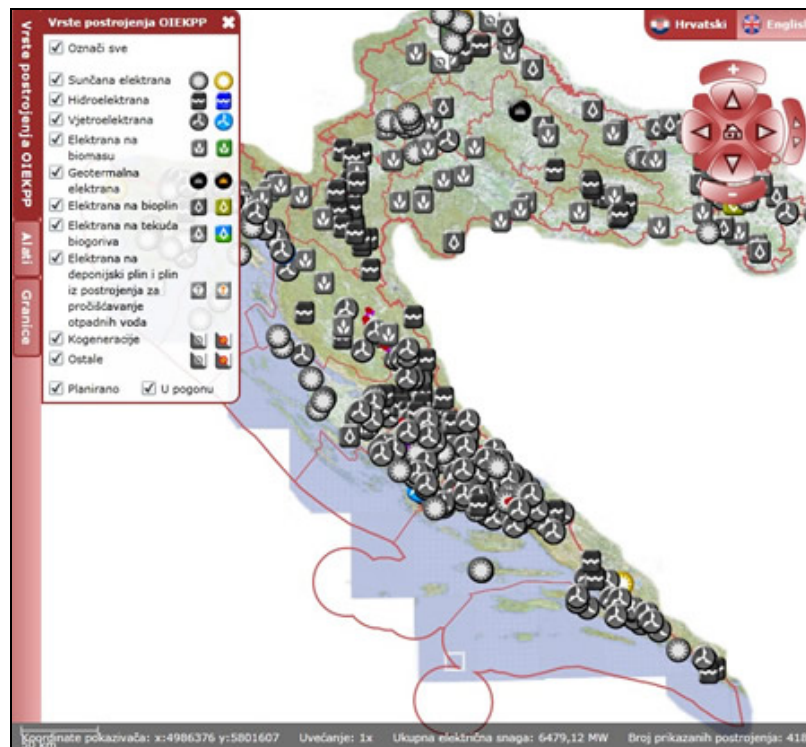 Vrste postrojenja OIEKPP
Alati
Granice
Vrste postrojenja OIEKPP
Označi sve
Sunčana elektrana
Hidroelektrana
Vjetroelektrana
Elektrana na
biomasu
Geotermalna
elektrana
Elektrana na bioplin
Elektrana na tekuća
biogoriva
Elektrana na
deponijski plin i plin
iz postrojenja za
pročišćavanje
otpadnih voda
Kogeneracije
Ostale
Planirano U pogonu
Hrvatski English
Koordinate pokazivača: x:4986376 y:5801607 Uvećanje: 1x Ukupna električna snaga: 6479,12 MW Broj prikazanih postrojenja: 418
50 km